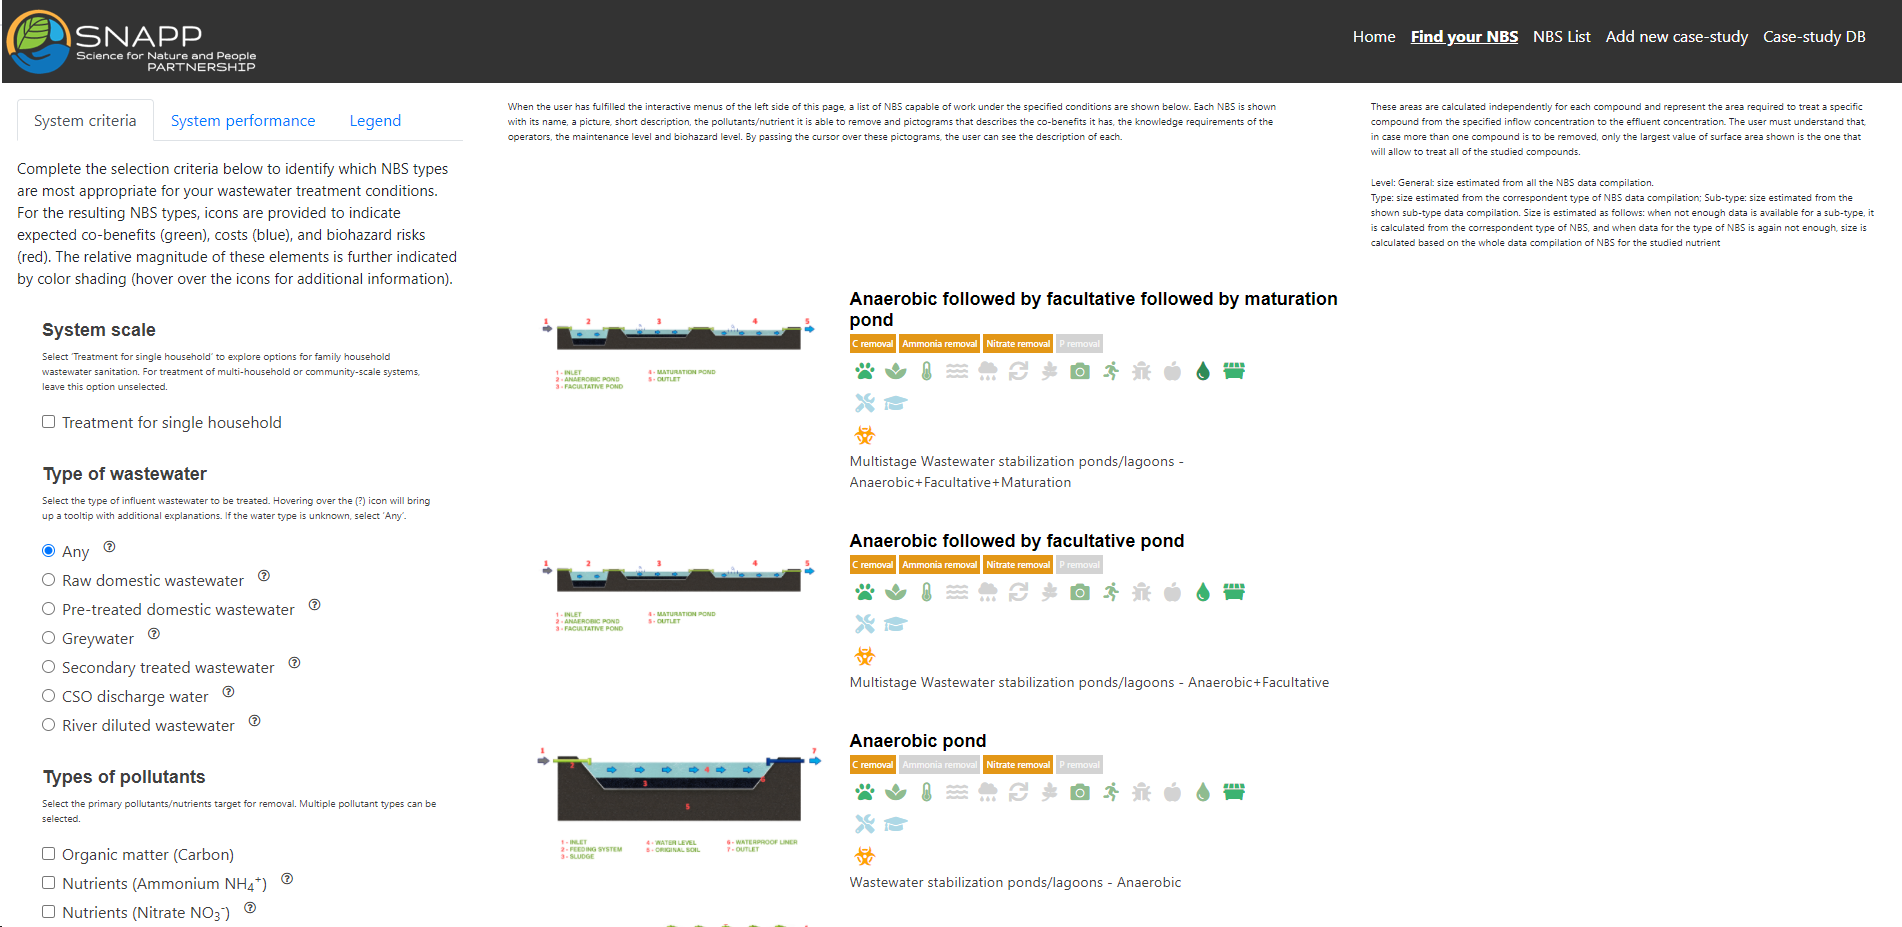 SNAPP
Science for Nature and People
PARTNERSHIP
Home Find your NBS NBS List Add new case-study Case-study DB
System criteria System performance Legend
Complete the selection criteria below to identify which NBS types
are most appropriate for your wastewater treatment conditions.
For the resulting NBS types, icons are provided to indicate
expected co-benefits (green), costs (blue), and biohazard risks
(red). The relative magnitude of these elements is further indicated
by color shading (hover over the icons for additional information).
System scale
Select 'Treatment for single household' to explore options for family household
wastewater sanitation. For treatment of multi-household or community-scale systems,
leave this option unselected.
Treatment for single household
Type of wastewater
Select the type of influent wastewater to be treated. Hovering over the (?) icon will bring
up a tooltip with additional explanations. If the water type is unknown, select 'Any'.
Any ?
Raw domestic wastewater ?
Pre-treated domestic wastewater ?
Greywater ?
Secondary treated wastewater ?
CSO discharge water ?
River diluted wastewater ?
Types of pollutants
Select the primary pollutants/nutrients target for removal. Multiple pollutant types can be
selected.
Organic matter (Carbon)
Nutrients (Ammonium NH₄⁺) ?
Nutrients (Nitrate NO₃⁻) ?
When the user has fulfilled the interactive menus of the left side of this page, a list of NBS capable of work under the specified conditions are shown below. Each NBS is shown
with its name, a picture, short description, the pollutants/nutrient it is able to remove and pictograms that describes the co-benefits it has, the knowledge requirements of the
operators, the maintenance level and biohazard level. By passing the cursor over these pictograms, the user can see the description of each.
1 2 3 4 5
1 - INLET
2 - ANAEROBIC POND
3 - FACULTATIVE POND
4 - MATURATION POND
5 - OUTLET
Anaerobic followed by facultative followed by maturation
pond
C removal Ammonia removal Nitrate removal P removal
Multistage Wastewater stabilization ponds/lagoons -
Anaerobic+Facultative+Maturation
1 2 3 4 5
1 - INLET
2 - ANAEROBIC POND
3 - FACULTATIVE POND
4 - MATURATION POND
5 - OUTLET
Anaerobic followed by facultative pond
C removal Ammonia removal Nitrate removal P removal
Multistage Wastewater stabilization ponds/lagoons - Anaerobic+Facultative
1 7
2 4 6
3
5
1 - INLET
2 - FEEDING SYSTEM
3 - SLUDGE
4 - WATER LEVEL
5 - ORIGINAL SOIL
6 - WATERPROOF LINER
7 - OUTLET
Anaerobic pond
C removal Ammonia removal Nitrate removal P removal
Wastewater stabilization ponds/lagoons - Anaerobic
These areas are calculated independently for each compound and represent the area required to treat a specific
compound from the specified inflow concentration to the effluent concentration. The user must understand that,
in case more than one compound is to be removed, only the largest value of surface area shown is the one that
will allow to treat all of the studied compounds.
Level: General: size estimated from all the NBS data compilation.
Type: size estimated from the correspondent type of NBS data compilation; Sub-type: size estimated from the
shown sub-type data compilation. Size is estimated as follows: when not enough data is available for a sub-type, it
is calculated from the correspondent type of NBS, and when data for the type of NBS is again not enough, size is
calculated based on the whole data compilation of NBS for the studied nutrient